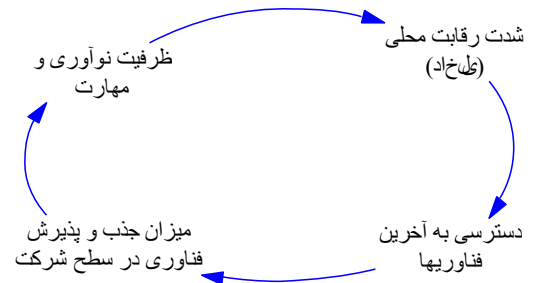 شدت رقابت محلی
ظرفیت نوآوری و
مهارت
دسترسی به آخرین
فناوریها
میزان جذب و پذیرش
فناوری در سطح شرکت